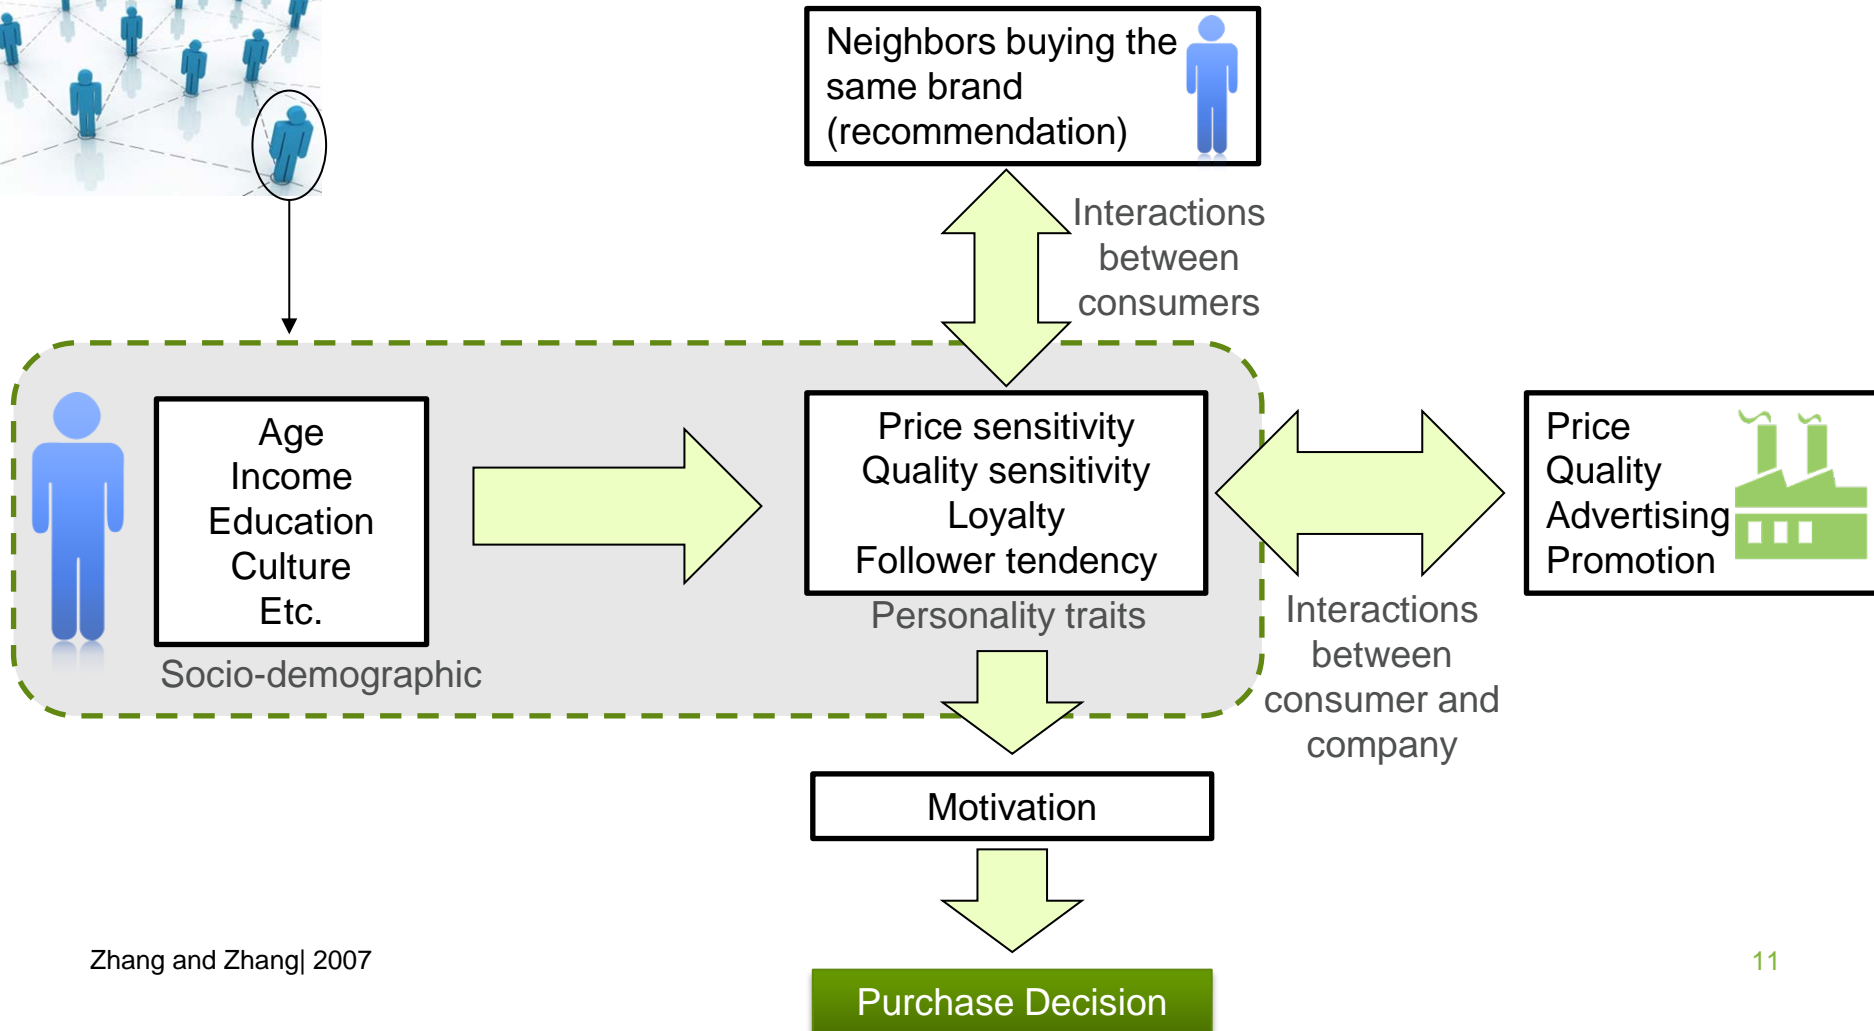 Neighbors buying the
same brand
(recommendation)
Interactions
between
consumers
Age
Income
Education
Culture
Etc.
Socio-demographic
Price sensitivity
Quality sensitivity
Loyalty
Follower tendency
Personality traits
Price
Quality
Advertising
Promotion
Interactions
between
consumer and
company
Motivation
Purchase Decision
Zhang and Zhang| 2007
11